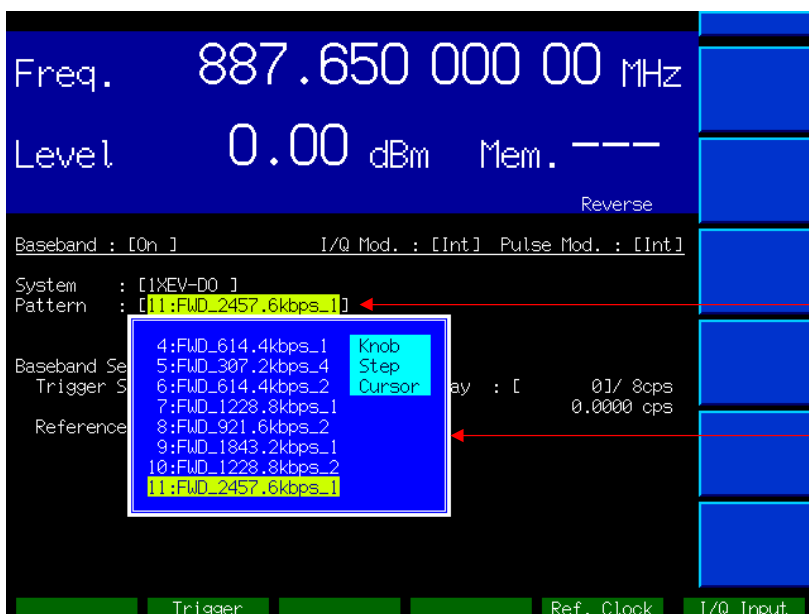 Freq. 887.650 000 00 MHz
Level 0.00 dBm Mem. ---
Reverse
Baseband : [On ] I/Q Mod. : [Int] Pulse Mod. : [Int]
System : [1XEV-DO ]
Pattern : [11:FWD_2457.6kbps_1]
4:FWD_614.4kbps_1 Knob
Baseband Se 5:FWD_307.2kbps_4 Step
Trigger S 6:FWD_614.4kbps_2 Cursor ay : [ 0]/ 8cps
7:FWD_1228.8kbps_1 0.0000 cps
Reference 8:FWD_921.6kbps_2
9:FWD_1843.2kbps_1
10:FWD_1228.8kbps_2
11:FWD_2457.6kbps_1
Trigger Ref. Clock I/Q Input